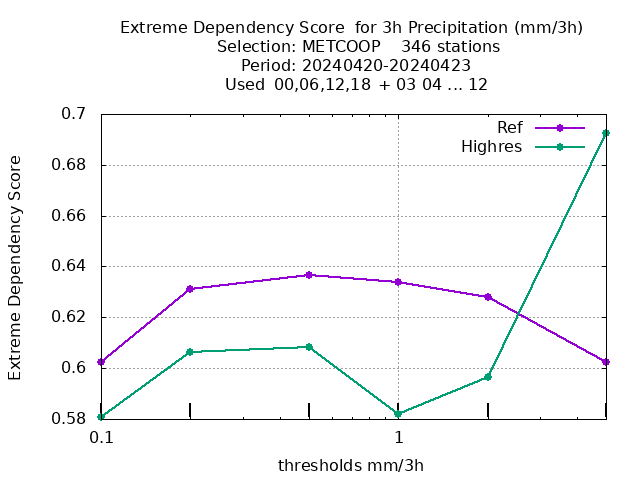 Extreme Dependency Score  for 3h Precipitation (mm/3h)
Selection: METCOOP    346 stations
Period: 20240420-20240423
Used  00,06,12,18 + 03 04 ... 12
Extreme Dependency Score
0.7
0.68
0.66
0.64
0.62
0.6
0.58
Ref
Highres
0.1
1
thresholds mm/3h